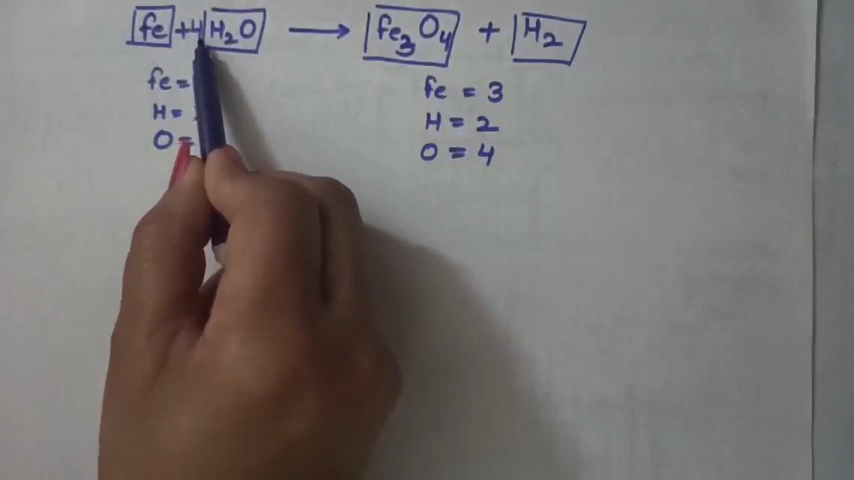 fe + 4 H₂O → Fe₃O₄ + H₂
fe =
H =
O =
fe = 3
H = 2
O = 4